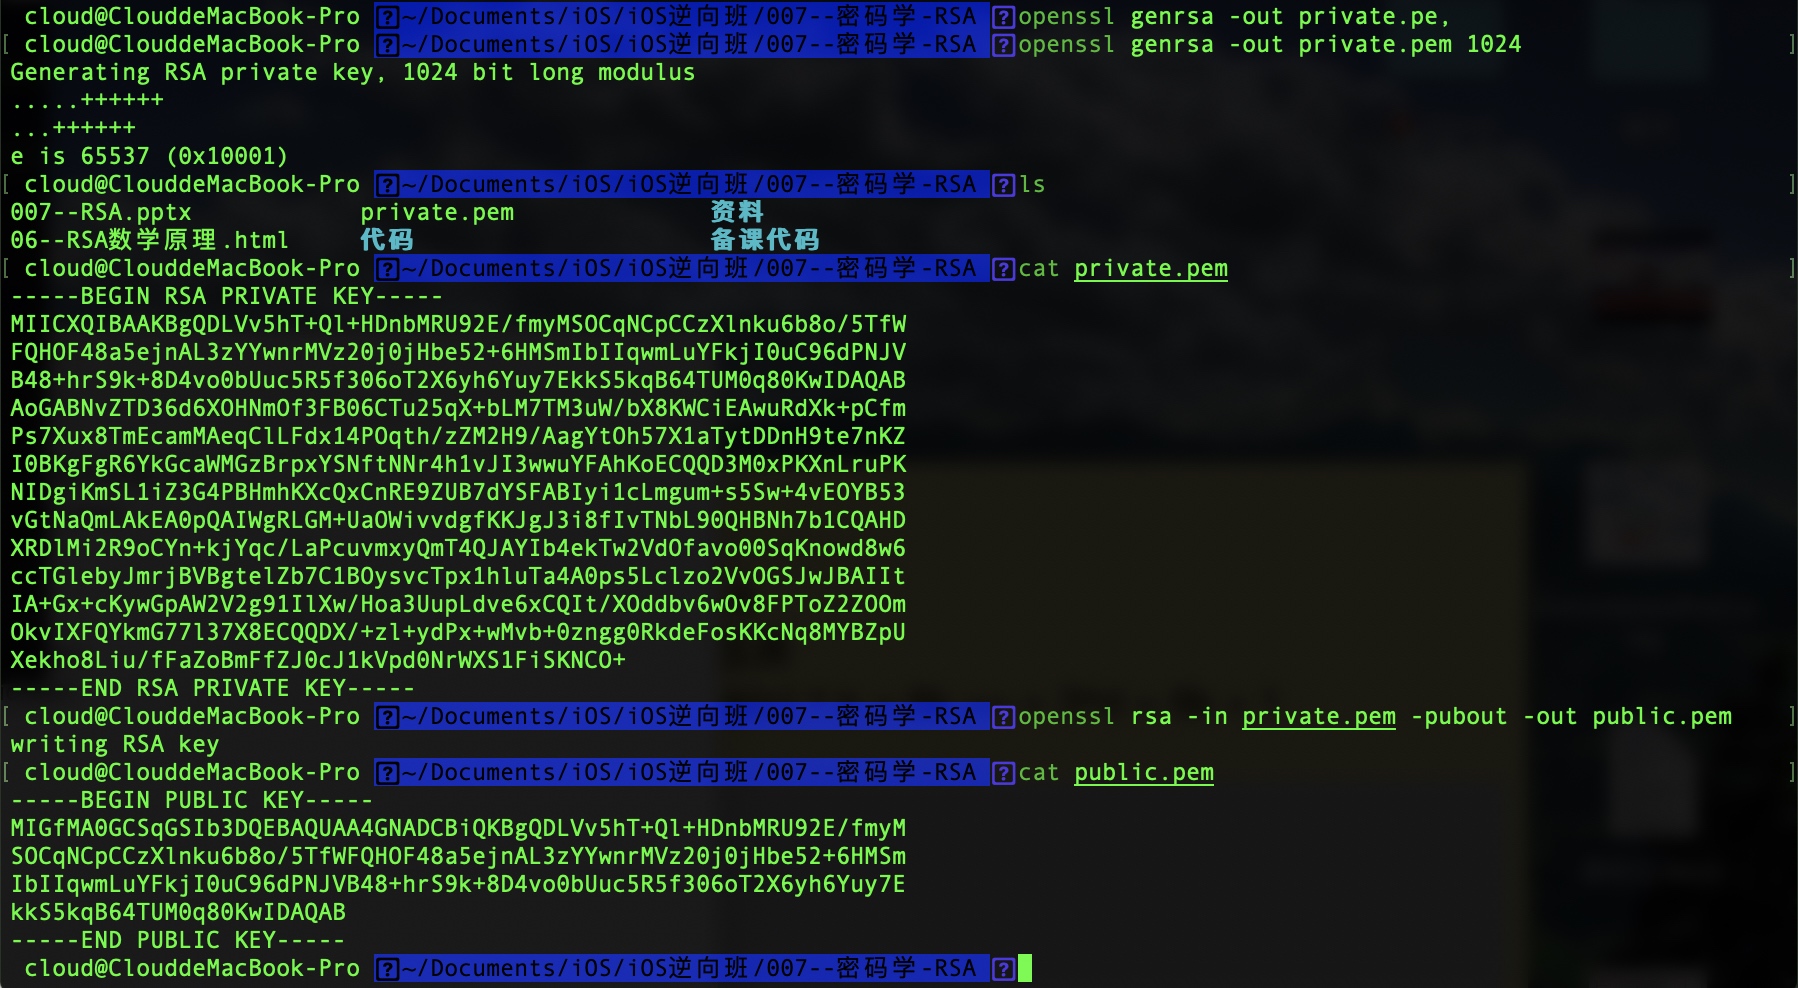 cloud@ClouddeMacBook-Pro ?~/Documents/iOS/iOS逆向班/007--密码学-RSA ?openssl genrsa -out private.pe,
[ cloud@ClouddeMacBook-Pro ?~/Documents/iOS/iOS逆向班/007--密码学-RSA ?openssl genrsa -out private.pem 1024 ]
Generating RSA private key, 1024 bit long modulus
.....++++++
...++++++
e is 65537 (0x10001)
[ cloud@ClouddeMacBook-Pro ?~/Documents/iOS/iOS逆向班/007--密码学-RSA ?ls ]
007--RSA.pptx private.pem 资料
06--RSA数学原理.html 代码 备课代码
[ cloud@ClouddeMacBook-Pro ?~/Documents/iOS/iOS逆向班/007--密码学-RSA ?cat private.pem ]
-----BEGIN RSA PRIVATE KEY-----
MIICXQIBAAKBgQDLVv5hT+Ql+HDnbMRU92E/fmyMSOCqNCpCCzXlnku6b8o/5TfW
FQHOF48a5ejnAL3zYYwnrMVz20j0jHbe52+6HMSmIbIIqwmLuYFkjI0uC96dPNJV
B48+hrS9k+8D4vo0bUuc5R5f306oT2X6yh6Yuy7EkkS5kqB64TUM0q80KwIDAQAB
AoGABNvZTD36d6XOHNmOf3FB06CTu25qX+bLM7TM3uW/bX8KWCiEAwuRdXk+pCfm
Ps7Xux8TmEcamMAeqClLFdx14POqth/zZM2H9/AagYtOh57X1aTytDDnH9te7nKZ
I0BKgFgR6YkGcaWMGzBrpxYSNftNNr4h1vJI3wwuYFAhKoECQQD3M0xPKXnLruPK
NIDgiKmSL1iZ3G4PBHmhKXcQxCnRE9ZUB7dYSFABIyi1cLmgum+s5Sw+4vEOYB53
vGtNaQmLAkEA0pQAIWgRLGM+UaOWivvdgfKKJgJ3i8fIvTNbL90QHBNh7b1CQAHD
XRDlMi2R9oCYn+kjYqc/LaPcuvmxyQmT4QJAYIb4ekTw2VdOfavo00SqKnowd8w6
ccTGlebyJmrjBVBgtelZb7C1BOysvcTpx1hluTa4A0ps5Lclzo2VvOGSJwJBAIIt
IA+Gx+cKywGpAW2V2g91IlXw/Hoa3UupLdve6xCQIt/XOddbv6wOv8FPToZ2ZOOm
OkvIXFQYkmG77l37X8ECQQDX/+zl+ydPx+wMvb+0zngg0RkdeFosKKcNq8MYBZpU
Xekho8Liu/fFaZoBmFfZJ0cJ1kVpd0NrWXS1FiSKNCO+
-----END RSA PRIVATE KEY-----
[ cloud@ClouddeMacBook-Pro ?~/Documents/iOS/iOS逆向班/007--密码学-RSA ?openssl rsa -in private.pem -pubout -out public.pem ]
writing RSA key
[ cloud@ClouddeMacBook-Pro ?~/Documents/iOS/iOS逆向班/007--密码学-RSA ?cat public.pem ]
-----BEGIN PUBLIC KEY-----
MIGfMA0GCSqGSIb3DQEBAQUAA4GNADCBiQKBgQDLVv5hT+Ql+HDnbMRU92E/fmyM
SOCqNCpCCzXlnku6b8o/5TfWFQHOF48a5ejnAL3zYYwnrMVz20j0jHbe52+6HMSm
IbIIqwmLuYFkjI0uC96dPNJVB48+hrS9k+8D4vo0bUuc5R5f306oT2X6yh6Yuy7E
kkS5kqB64TUM0q80KwIDAQAB
-----END PUBLIC KEY-----
cloud@ClouddeMacBook-Pro ?~/Documents/iOS/iOS逆向班/007--密码学-RSA ?